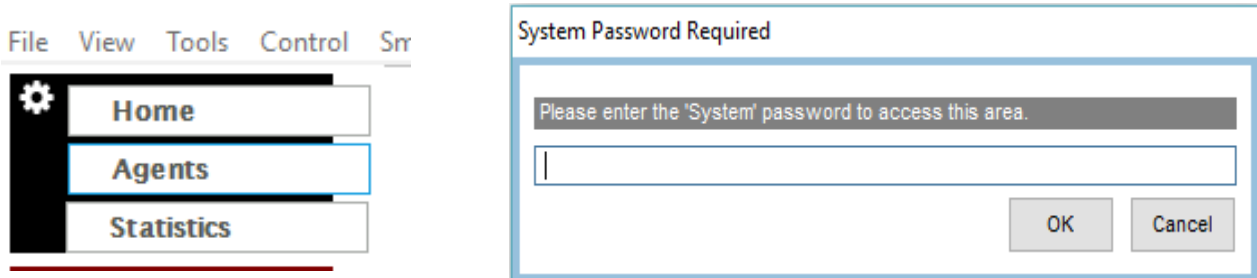 File View Tools Control Sm
Home
Agents
Statistics
System Password Required
Please enter the 'System' password to access this area.
OK Cancel